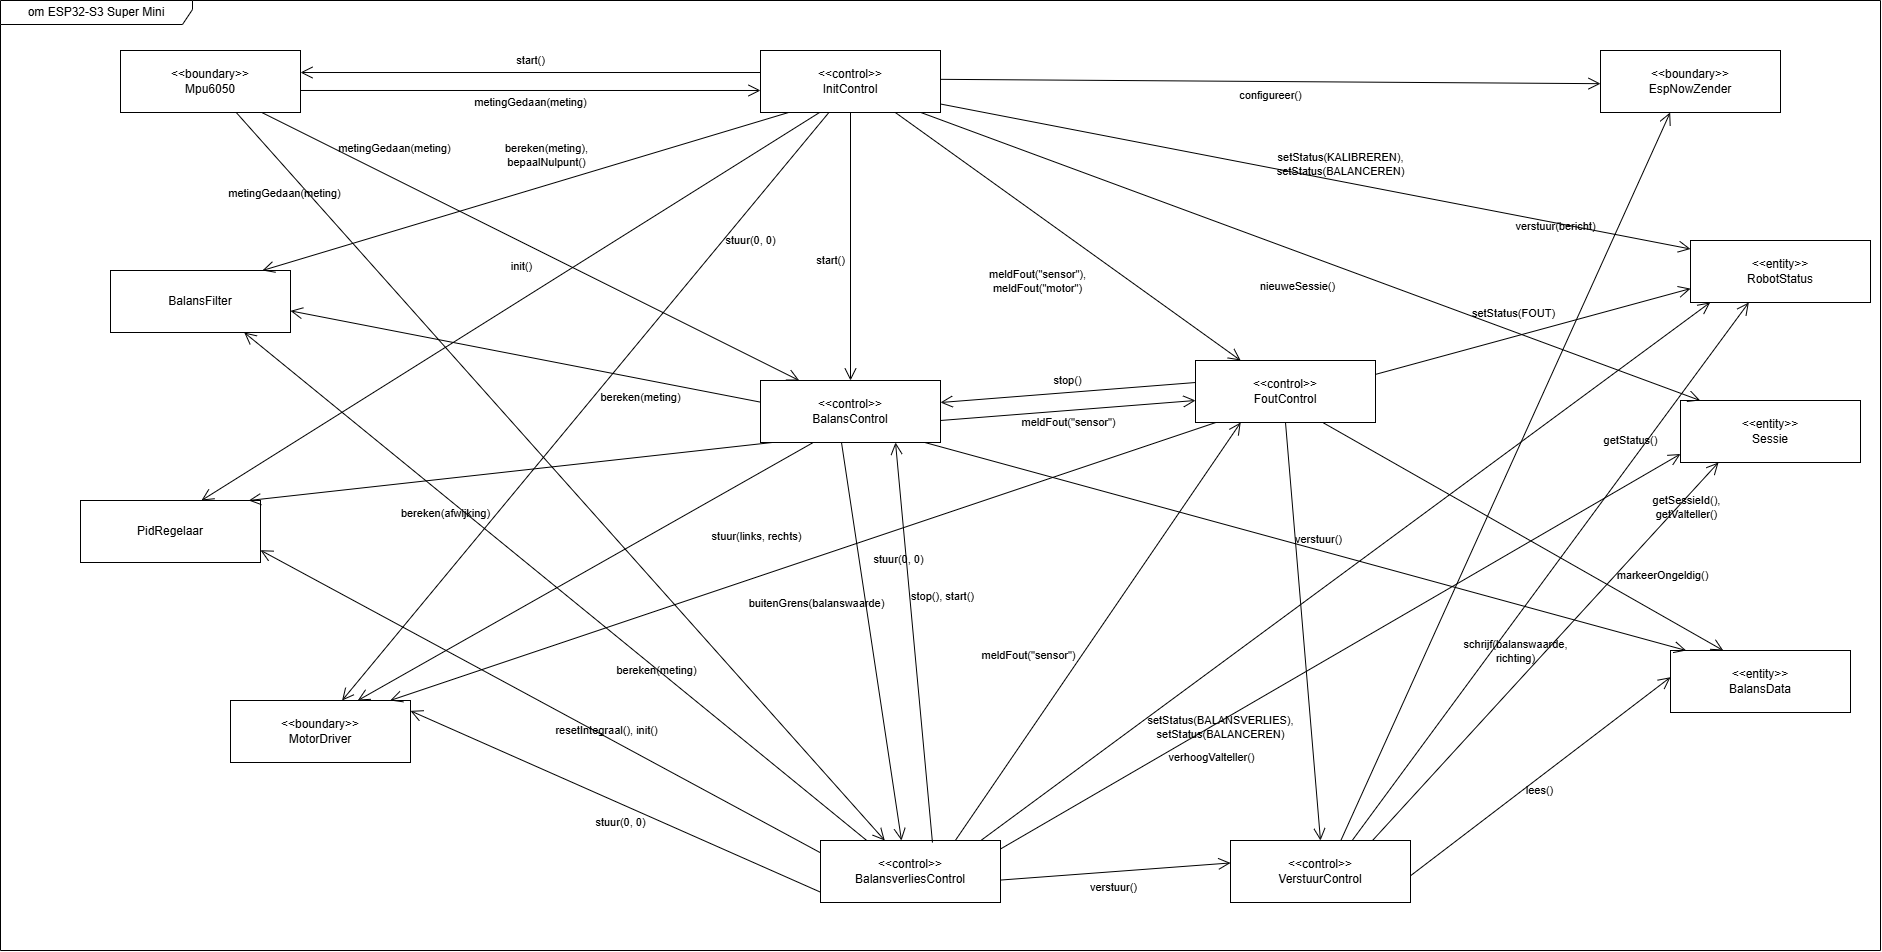 om ESP32-S3 Super Mini
<<boundary>>
Mpu6050
start()
metingGedaan(meting)
<<control>>
InitControl
configureer()
<<boundary>>
EspNowZender
metingGedaan(meting)
bereken(meting),
bepaalNulpunt()
setStatus(KALIBREREN),
setStatus(BALANCEREN)
metingGedaan(meting)
verstuur(bericht)
stuur(0, 0)
init()
start()
meldFout("sensor"),
meldFout("motor")
nieuweSessie()
<<entity>>
RobotStatus
BalansFilter
setStatus(FOUT)
stop()
<<control>>
FoutControl
bereken(meting)
<<control>>
BalansControl
meldFout("sensor")
<<entity>>
Sessie
getStatus()
getSessieId(),
getValteller()
bereken(afwijking)
PidRegelaar
stuur(links, rechts)
verstuur()
stuur(0, 0)
markeerOngeldig()
buitenGrens(balanswaarde)
stop(), start()
schrijf(balanswaarde,
richting)
meldFout("sensor")
bereken(meting)
<<entity>>
BalansData
<<boundary>>
MotorDriver
resetIntegraal(), init()
setStatus(BALANSVERLIES),
setStatus(BALANCEREN)
verhoogValteller()
lees()
stuur(0, 0)
<<control>>
BalansverliesControl
verstuur()
<<control>>
VerstuurControl